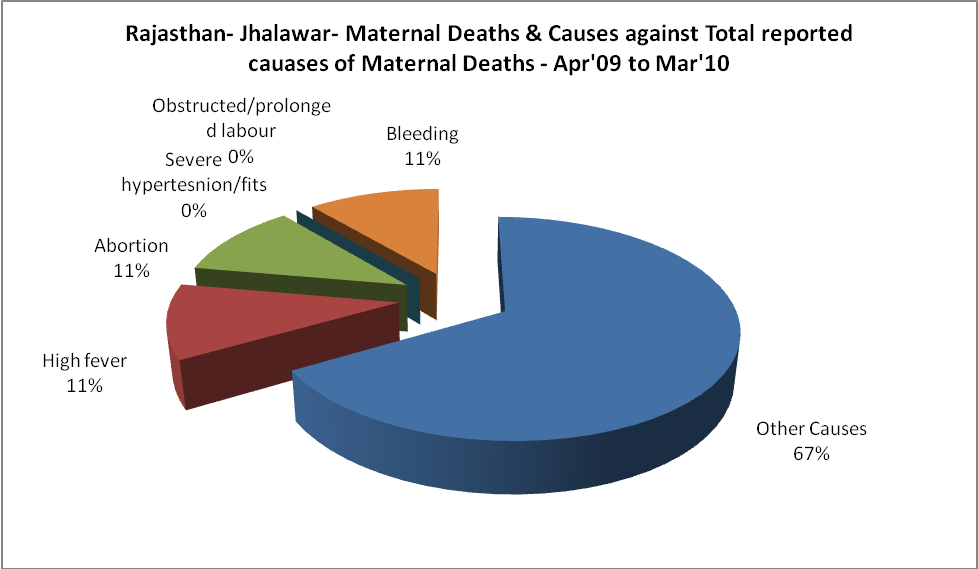 Rajasthan- Jhalawar- Maternal Deaths & Causes against Total reported
cauases of Maternal Deaths - Apr'09 to Mar'10
Obstructed/prolonge
d labour
0%
Bleeding
11%
Severe
hypertesnion/fits
0%
Abortion
11%
High fever
11%
Other Causes
67%